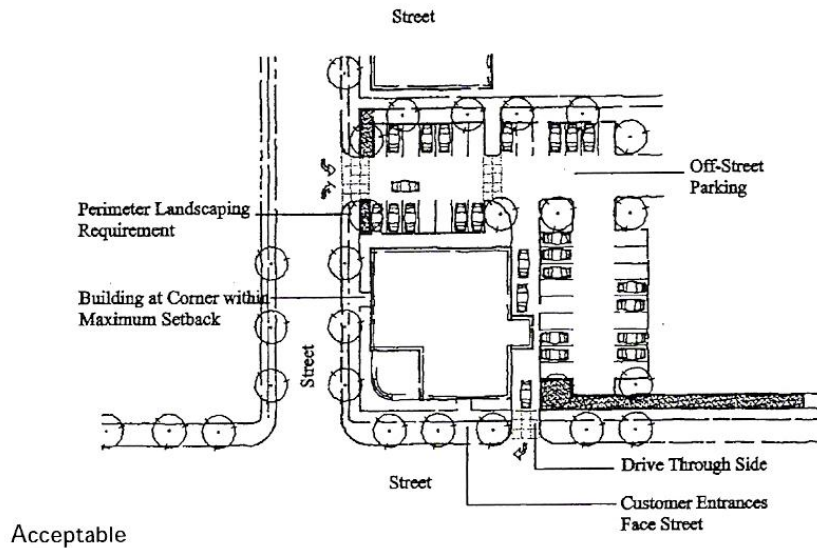 Street
Off-Street
Parking
Perimeter Landscaping
Requirement
Building at Corner within
Maximum Setback
Street
Street
Drive Through Side
Customer Entrances
Face Street
Acceptable